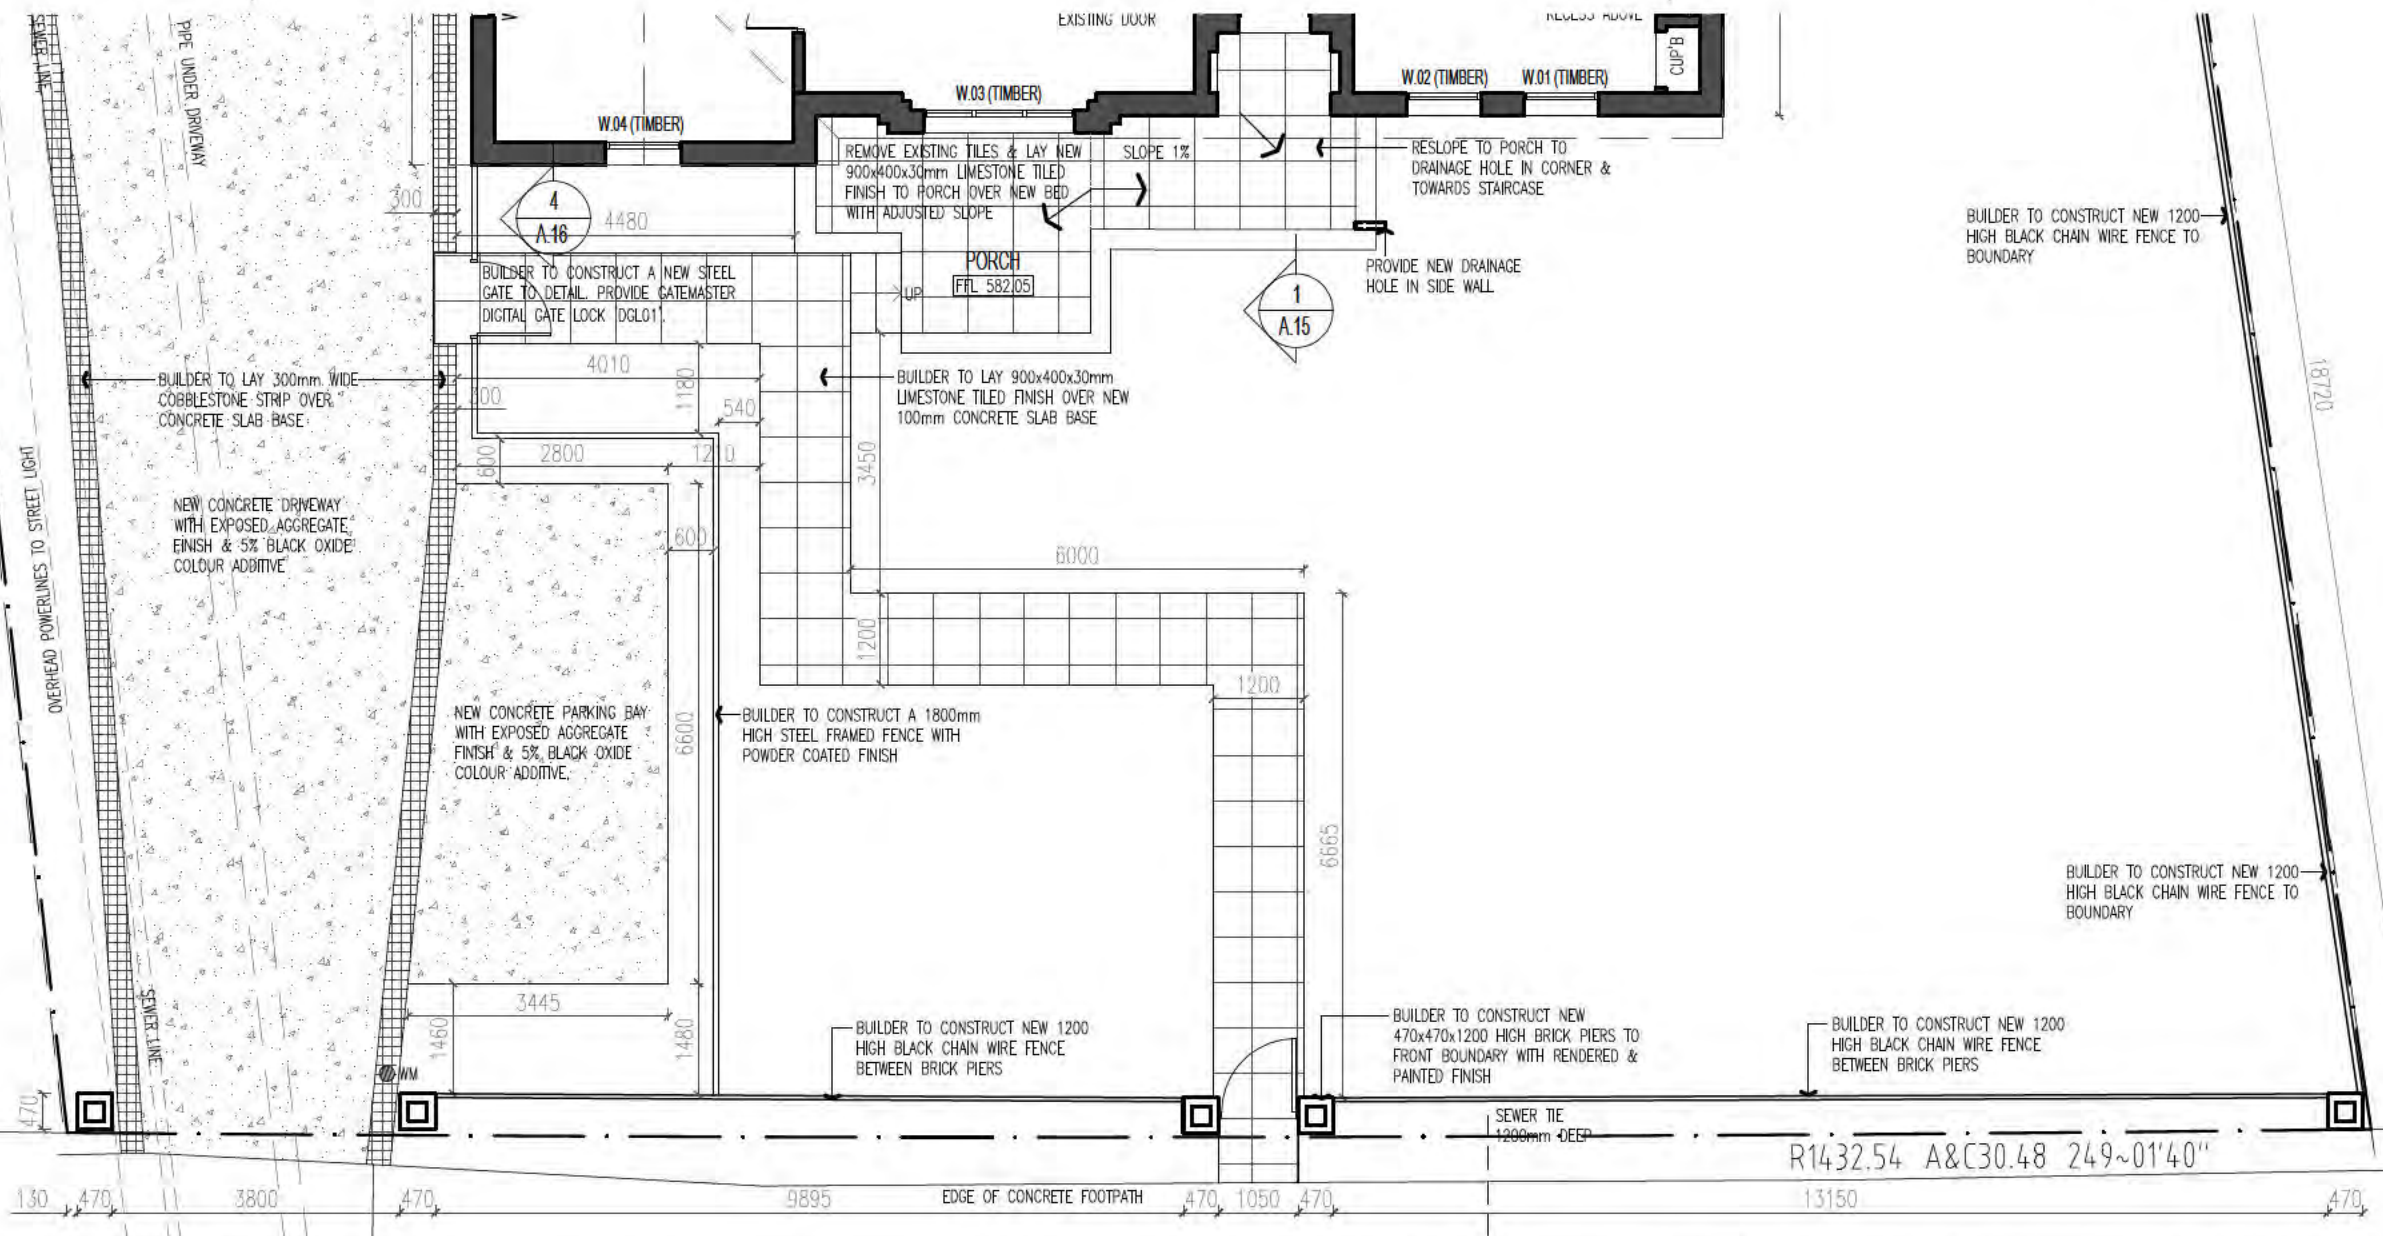 SEWER LINE
PIPE UNDER DRIVEWAY
EXISTING DOOR
RECESS ABOVE
CUP'B
W.04 (TIMBER)
W.03 (TIMBER)
W.02 (TIMBER)
W.01 (TIMBER)
REMOVE EXISTING TILES & LAY NEW
900x400x30mm LIMESTONE TILED
FINISH TO PORCH OVER NEW BED
WITH ADJUSTED SLOPE
SLOPE 1%
RESLOPE TO PORCH TO
DRAINAGE HOLE IN CORNER &
TOWARDS STAIRCASE
BUILDER TO CONSTRUCT NEW 1200
HIGH BLACK CHAIN WIRE FENCE TO
BOUNDARY
300
4
A.16
4480
PORCH
FFL 582.05
UP
PROVIDE NEW DRAINAGE
HOLE IN SIDE WALL
1
A.15
BUILDER TO CONSTRUCT A NEW STEEL
GATE TO DETAIL. PROVIDE GATEMASTER
DIGITAL GATE LOCK 'DGL01'.
BUILDER TO LAY 300mm WIDE
COBBLESTONE STRIP OVER
CONCRETE SLAB BASE
300
4010
1180
540
BUILDER TO LAY 900x400x30mm
LIMESTONE TILED FINISH OVER NEW
100mm CONCRETE SLAB BASE
18720
600
2800
1210
3450
OVERHEAD POWERLINES TO STREET LIGHT
NEW CONCRETE DRIVEWAY
WITH EXPOSED AGGREGATE
FINISH & 5% BLACK OXIDE
COLOUR ADDITIVE
600
6000
1200
1200
NEW CONCRETE PARKING BAY
WITH EXPOSED AGGREGATE
FINISH & 5% BLACK OXIDE
COLOUR ADDITIVE.
6600
BUILDER TO CONSTRUCT A 1800mm
HIGH STEEL FRAMED FENCE WITH
POWDER COATED FINISH
6665
BUILDER TO CONSTRUCT NEW 1200
HIGH BLACK CHAIN WIRE FENCE TO
BOUNDARY
SEWER LINE
3445
1460
1480
WM
BUILDER TO CONSTRUCT NEW 1200
HIGH BLACK CHAIN WIRE FENCE
BETWEEN BRICK PIERS
BUILDER TO CONSTRUCT NEW
470x470x1200 HIGH BRICK PIERS TO
FRONT BOUNDARY WITH RENDERED &
PAINTED FINISH
BUILDER TO CONSTRUCT NEW 1200
HIGH BLACK CHAIN WIRE FENCE
BETWEEN BRICK PIERS
470
SEWER TIE
1200mm DEEP
R1432.54 A&C30.48 249~01'40"
130
470
3800
470
9895
EDGE OF CONCRETE FOOTPATH
470
1050
470
13150
470